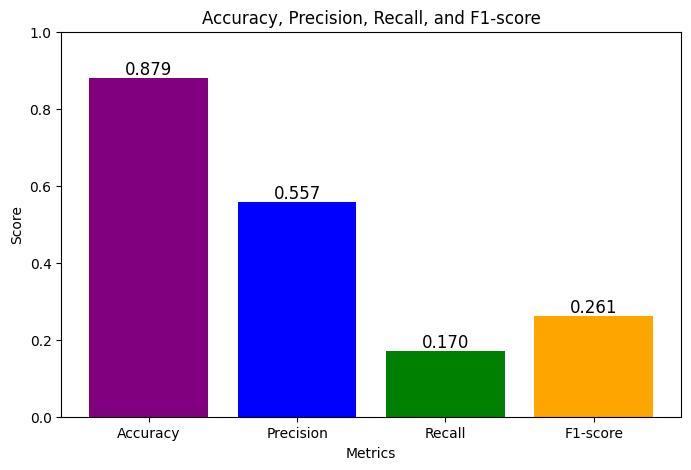 Accuracy, Precision, Recall, and F1-score
1.0
0.8
0.6
0.4
0.2
0.0
Score
0.879
0.557
0.170
0.261
Accuracy
Precision
Recall
F1-score
Metrics